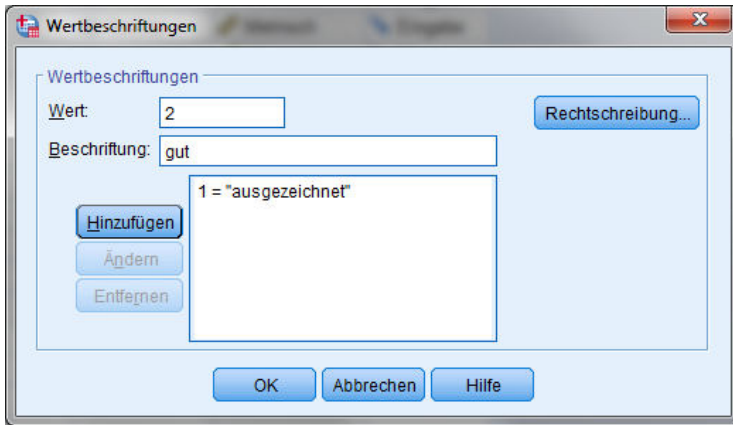 Wertbeschriftungen
Wertbeschriftungen
Wert: 2
Rechtschreibung...
Beschriftung: gut
1 = "ausgezeichnet"
Hinzufügen
Ändern
Entfernen
OK Abbrechen Hilfe